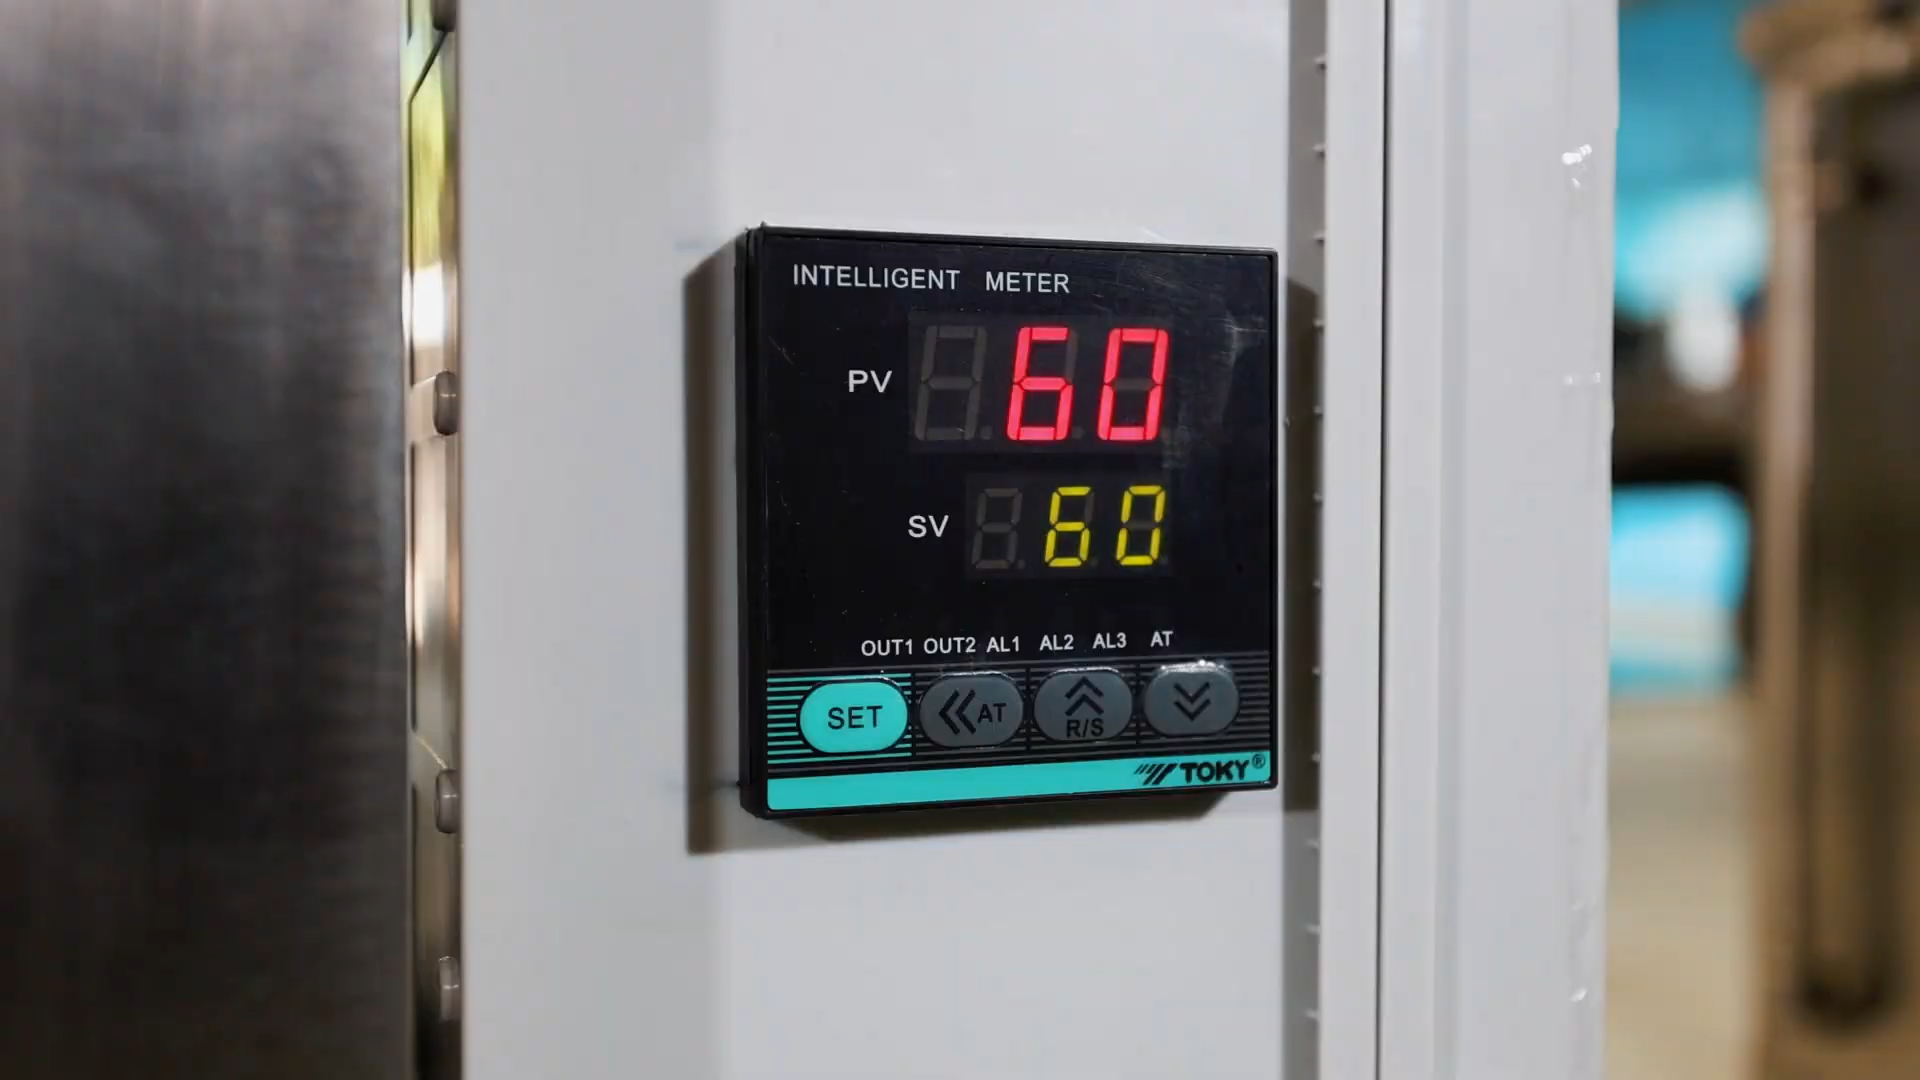 INTELLIGENT METER
PV 60
SV 60
OUT1 OUT2 AL1 AL2 AL3 AT
SET AT R/S
TOKY®